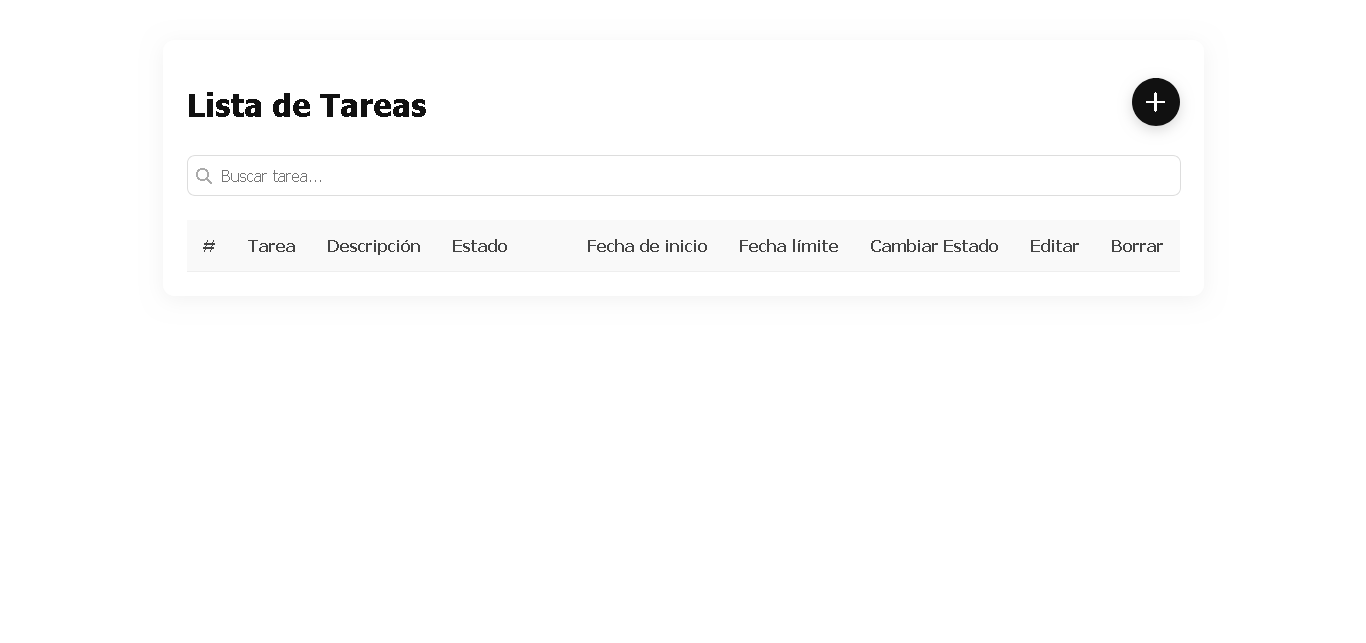 Lista de Tareas
Buscar tarea...
# Tarea Descripción Estado Fecha de inicio Fecha límite Cambiar Estado Editar Borrar